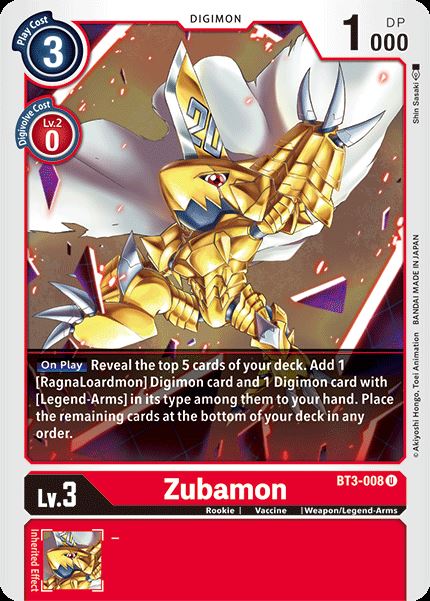 DIGIMON
Play Cost
3
1000
DP
Digivolve Cost
Lv.2
0
Shin Sasaki
©Akiyoshi Hongo, Toei Animation BANDAI MADE IN JAPAN
On Play Reveal the top 5 cards of your deck. Add 1
[RagnaLoardmon] Digimon card and 1 Digimon card with
[Legend-Arms] in its type among them to your hand. Place
the remaining cards at the bottom of your deck in any
order.
Lv.3
Zubamon
BT3-008 U
Rookie | Vaccine | Weapon/Legend-Arms
Inherited Effect
–